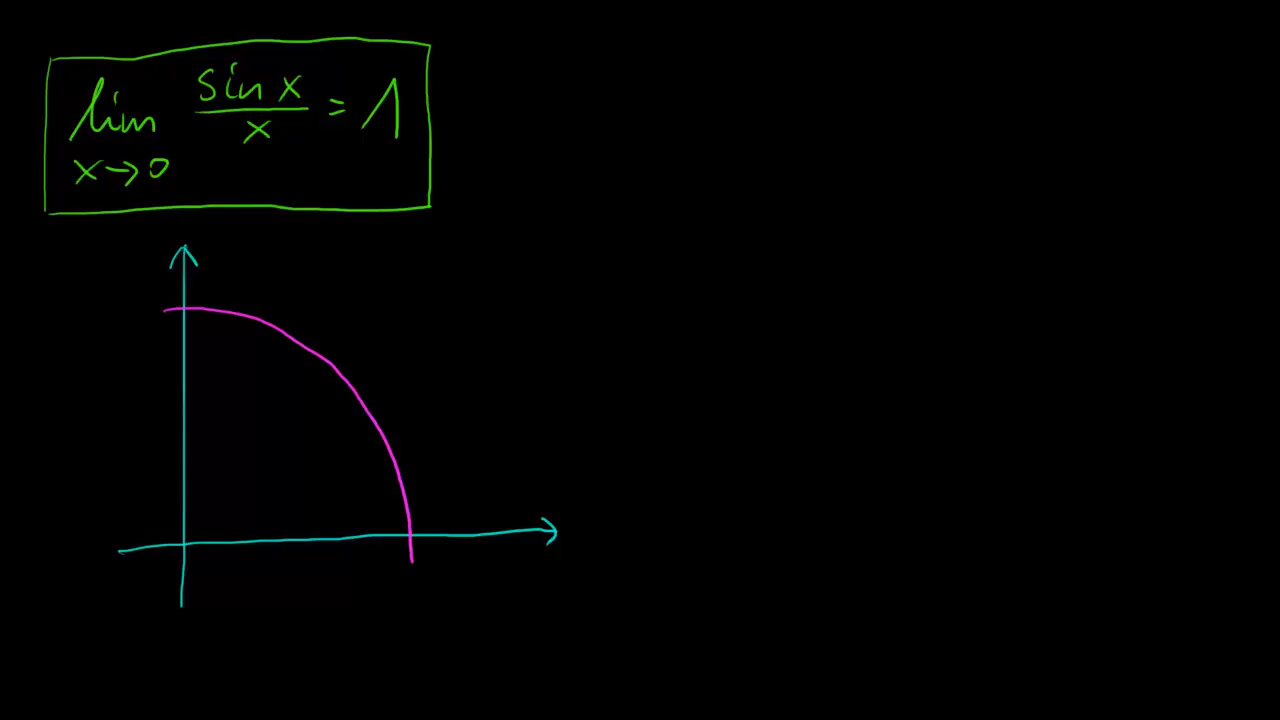 lim sin x / x = 1
x→0